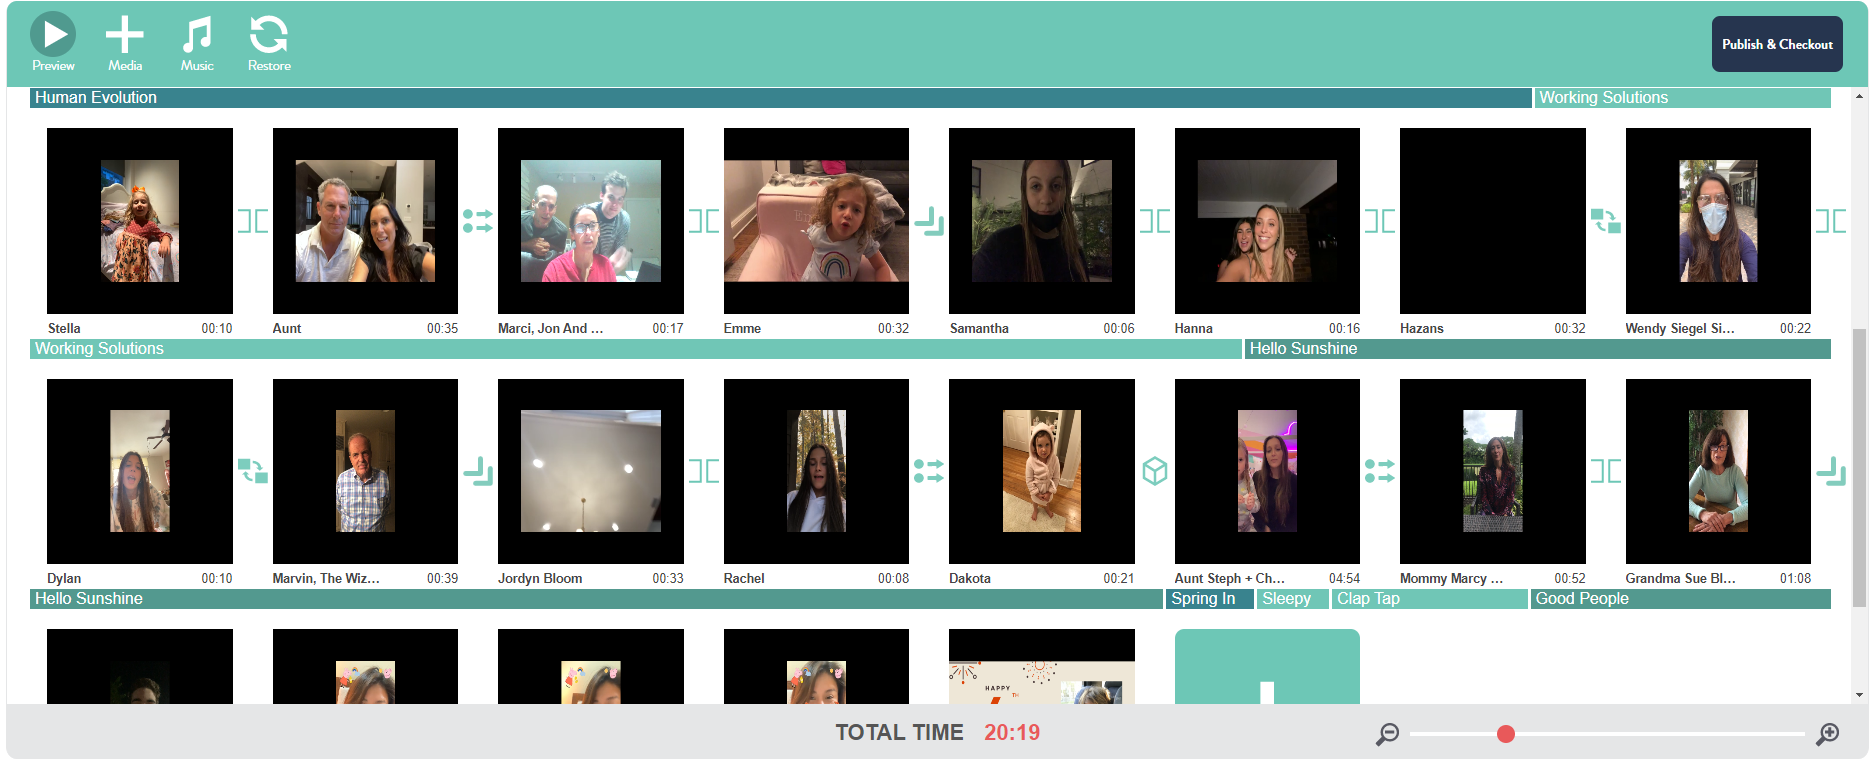 Preview
Media
Music
Restore
Publish & Checkout
Human Evolution
Working Solutions
Stella 00:10
Aunt 00:35
Marci, Jon And ... 00:17
Emme 00:32
Samantha 00:06
Hanna 00:16
Hazans 00:32
Wendy Siegel Si... 00:22
Working Solutions
Hello Sunshine
Dylan 00:10
Marvin, The Wiz... 00:39
Jordyn Bloom 00:33
Rachel 00:08
Dakota 00:21
Aunt Steph + Ch... 04:54
Mommy Marcy ... 00:52
Grandma Sue Bl... 01:08
Hello Sunshine
Spring In
Sleepy
Clap Tap
Good People
HAPPY
TH
TOTAL TIME 20:19